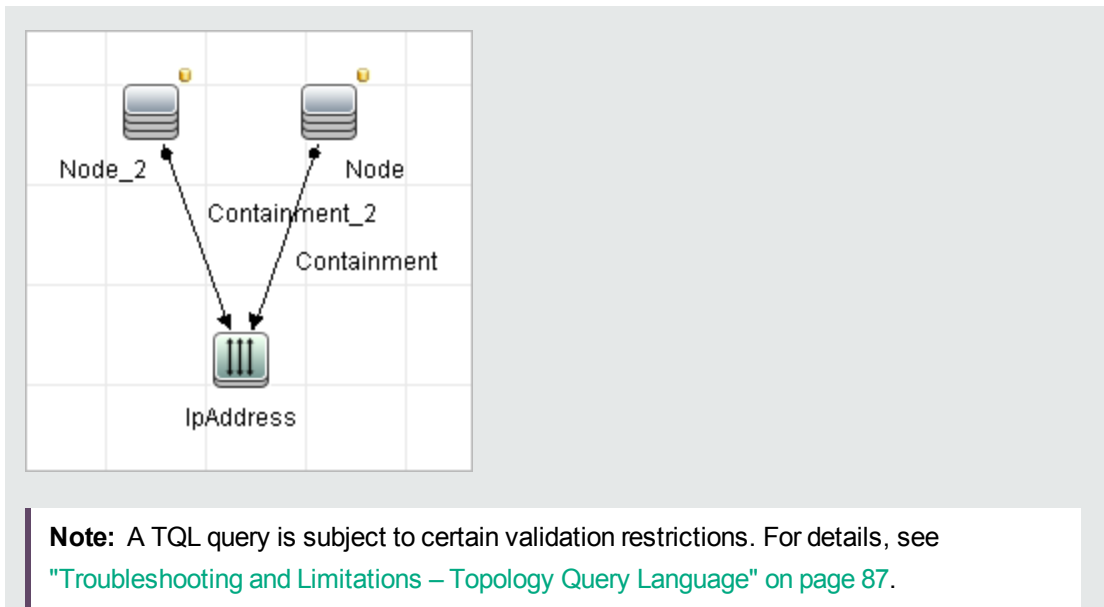 Node_2
Node
Containment_2
Containment
IpAddress
Note: A TQL query is subject to certain validation restrictions. For details, see
"Troubleshooting and Limitations – Topology Query Language" on page 87.